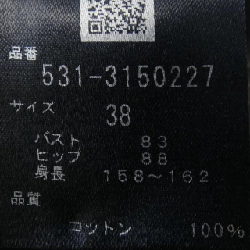 品番
531-3150227
サイズ 38
バスト 83
ヒップ 88
身長 158～162
品質
コットン 100%